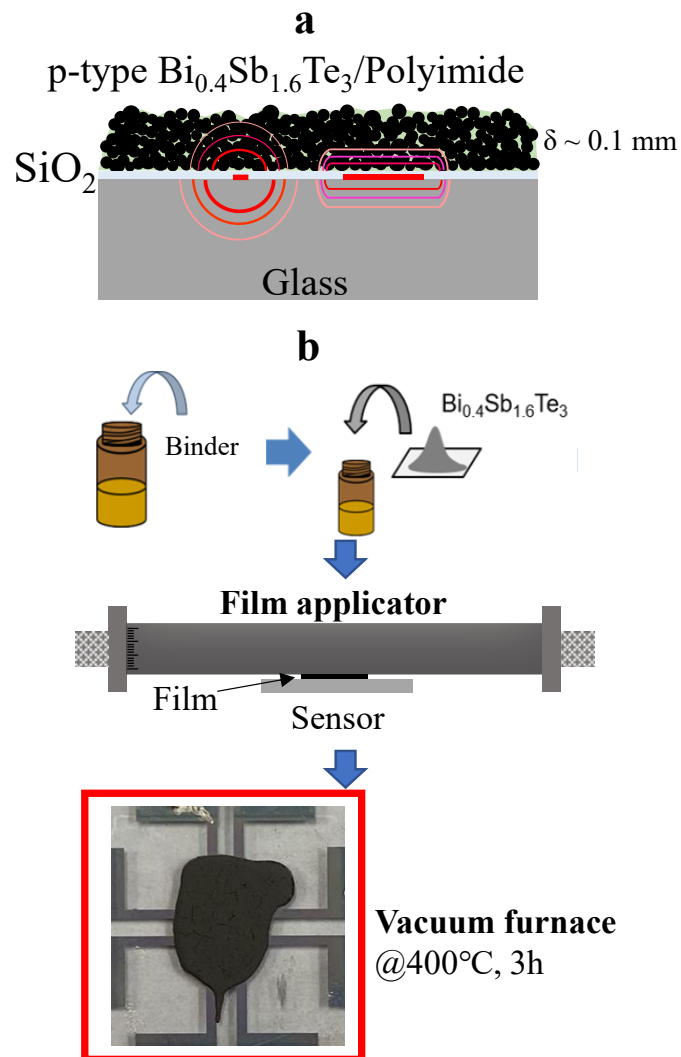 a
p-type Bi₀.₄Sb₁.₆Te₃/Polyimide
δ ~ 0.1 mm
SiO₂
Glass
b
Bi₀.₄Sb₁.₆Te₃
Binder
Film applicator
Film
Sensor
Vacuum furnace
@400°C, 3h